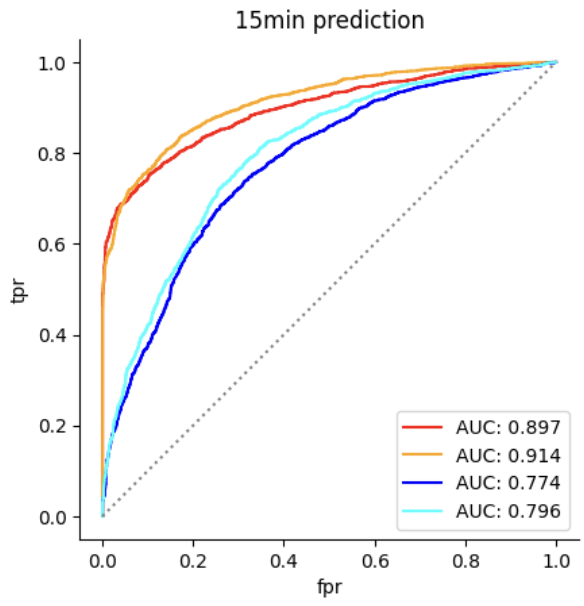 15min prediction
1.0
0.8
0.6
0.4
0.2
0.0
tpr
AUC: 0.897
AUC: 0.914
AUC: 0.774
AUC: 0.796
0.0 0.2 0.4 0.6 0.8 1.0
fpr